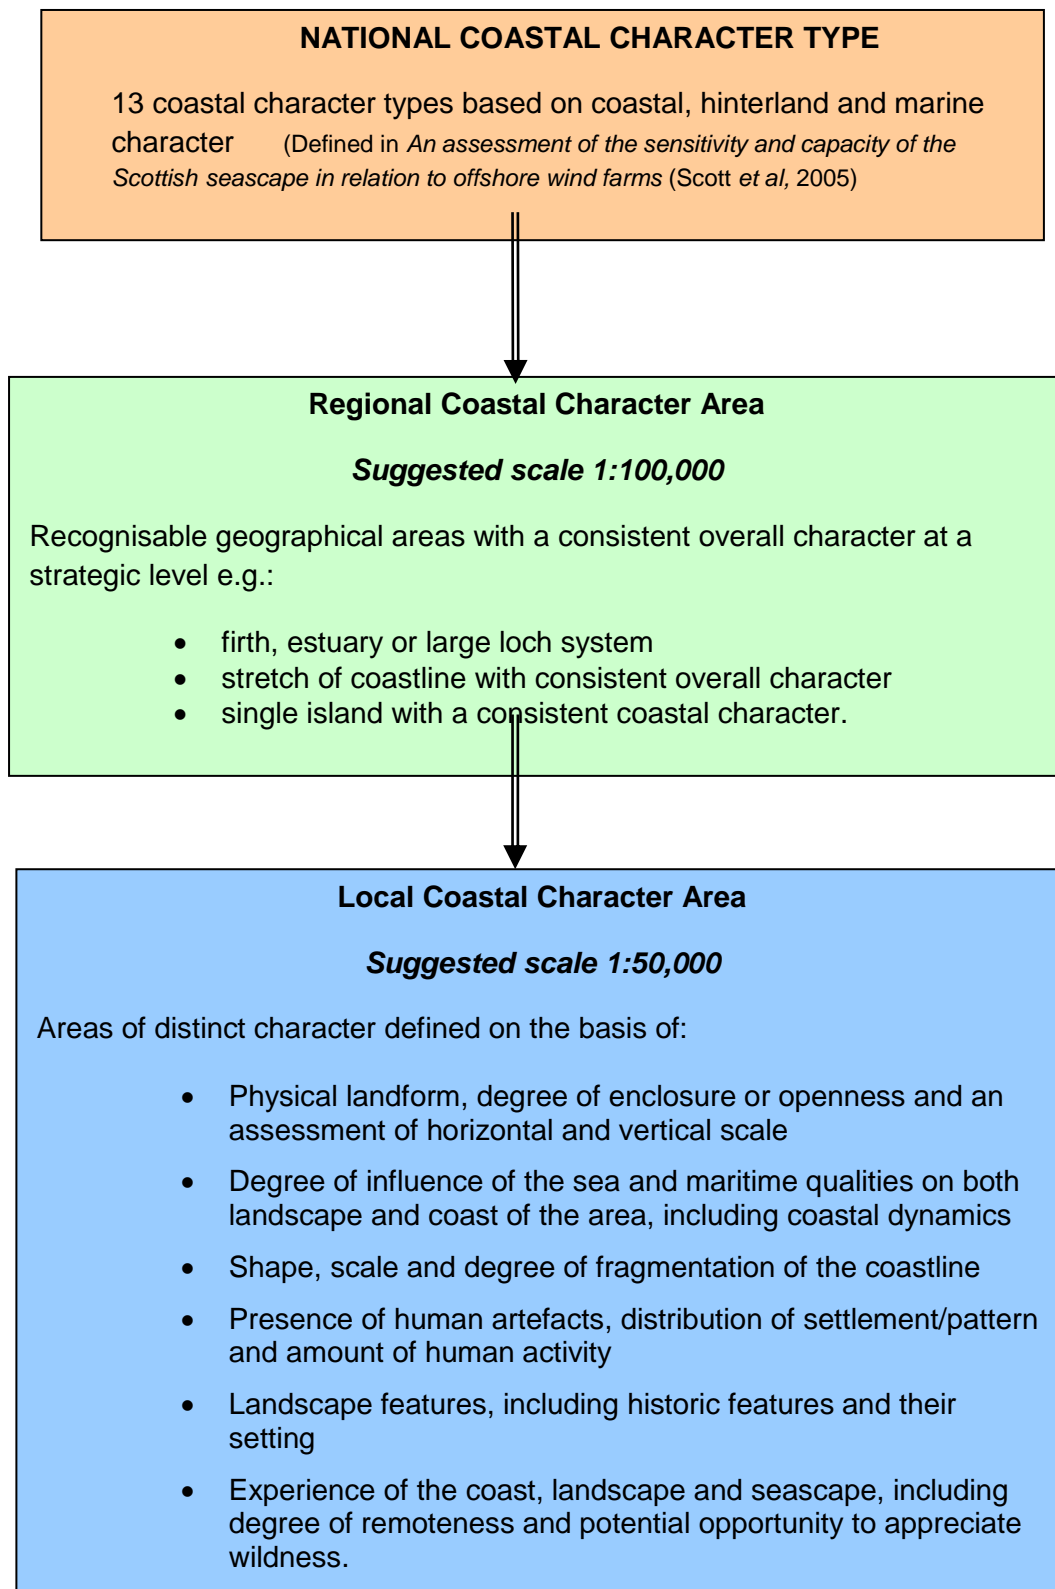 NATIONAL COASTAL CHARACTER TYPE
13 coastal character types based on coastal, hinterland and marine
character (Defined in An assessment of the sensitivity and capacity of the
Scottish seascape in relation to offshore wind farms (Scott et al, 2005)
Regional Coastal Character Area
Suggested scale 1:100,000
Recognisable geographical areas with a consistent overall character at a
strategic level e.g.:
• firth, estuary or large loch system
• stretch of coastline with consistent overall character
• single island with a consistent coastal character.
Local Coastal Character Area
Suggested scale 1:50,000
Areas of distinct character defined on the basis of:
• Physical landform, degree of enclosure or openness and an
assessment of horizontal and vertical scale
• Degree of influence of the sea and maritime qualities on both
landscape and coast of the area, including coastal dynamics
• Shape, scale and degree of fragmentation of the coastline
• Presence of human artefacts, distribution of settlement/pattern
and amount of human activity
• Landscape features, including historic features and their
setting
• Experience of the coast, landscape and seascape, including
degree of remoteness and potential opportunity to appreciate
wildness.